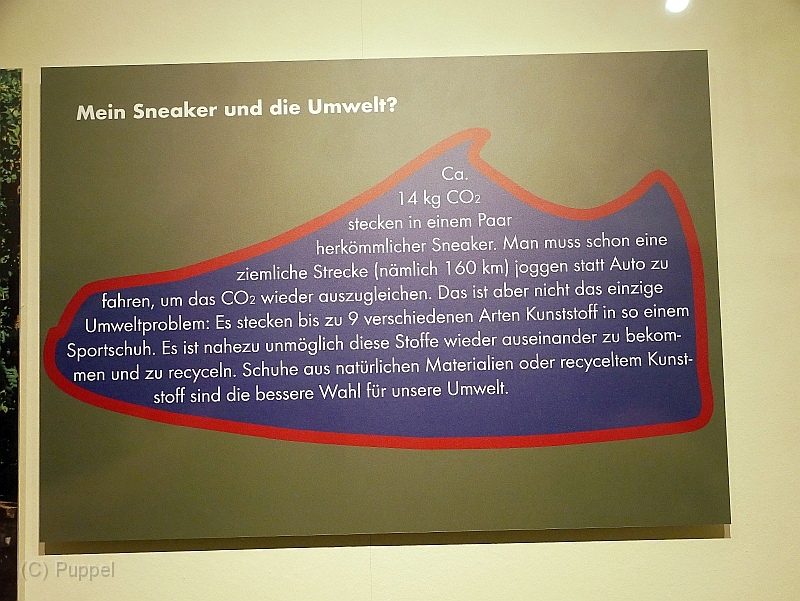 Mein Sneaker und die Umwelt?
Ca.
14 kg CO₂
stecken in einem Paar
herkömmlicher Sneaker. Man muss schon eine
ziemliche Strecke (nämlich 160 km) joggen statt Auto zu
fahren, um das CO₂ wieder auszugleichen. Das ist aber nicht das einzige
Umweltproblem: Es stecken bis zu 9 verschiedenen Arten Kunststoff in so einem
Sportschuh. Es ist nahezu unmöglich diese Stoffe wieder auseinander zu bekom-
men und zu recyceln. Schuhe aus natürlichen Materialien oder recyceltem Kunst-
stoff sind die bessere Wahl für unsere Umwelt.
(C) Puppel